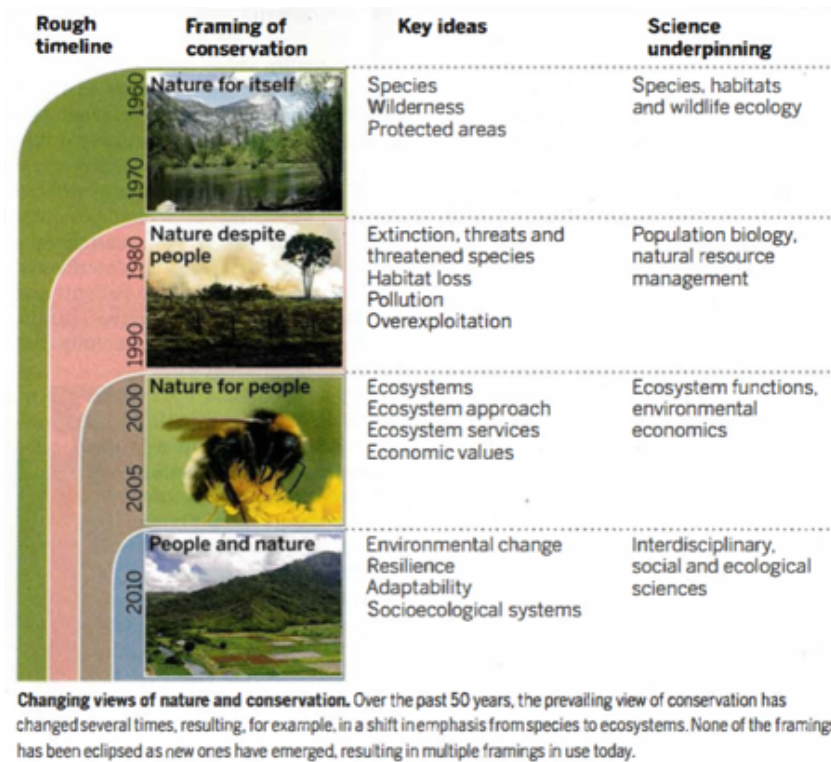 Rough timeline
Framing of conservation
Key ideas
Science underpinning
1960
1970
Nature for itself
Species
Wilderness
Protected areas
Species, habitats
and wildlife ecology
1980
1990
Nature despite
people
Extinction, threats and
threatened species
Habitat loss
Pollution
Overexploitation
Population biology,
natural resource
management
2000
2005
Nature for people
Ecosystems
Ecosystem approach
Ecosystem services
Economic values
Ecosystem functions,
environmental
economics
2010
People and nature
Environmental change
Resilience
Adaptability
Socioecological systems
Interdisciplinary,
social and ecological
sciences
Changing views of nature and conservation. Over the past 50 years, the prevailing view of conservation has
changed several times, resulting, for example, in a shift in emphasis from species to ecosystems. None of the framings
has been eclipsed as new ones have emerged, resulting in multiple framings in use today.